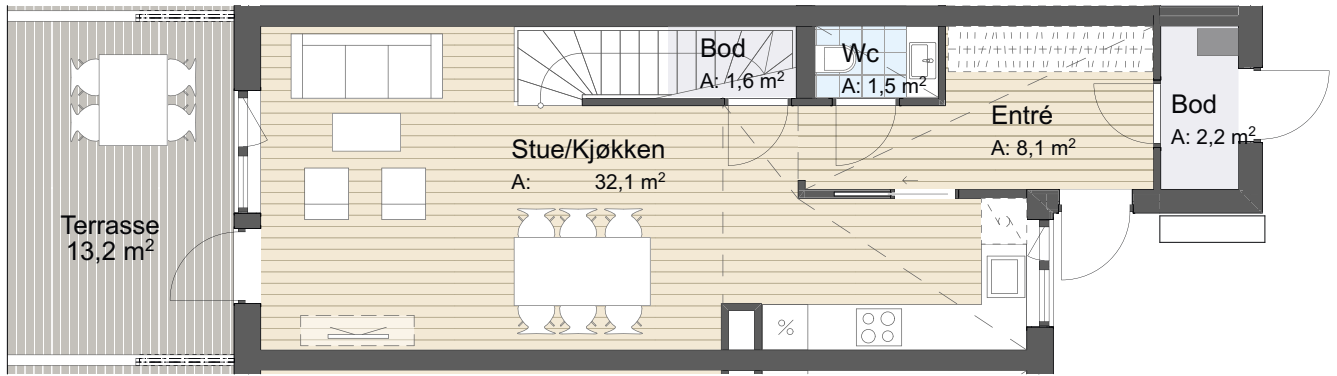 Bod
A: 1,6 m²
Wc
A: 1,5 m²
Entré
A: 8,1 m²
Bod
A: 2,2 m²
Stue/Kjøkken
A: 32,1 m²
Terrasse
13,2 m²
%